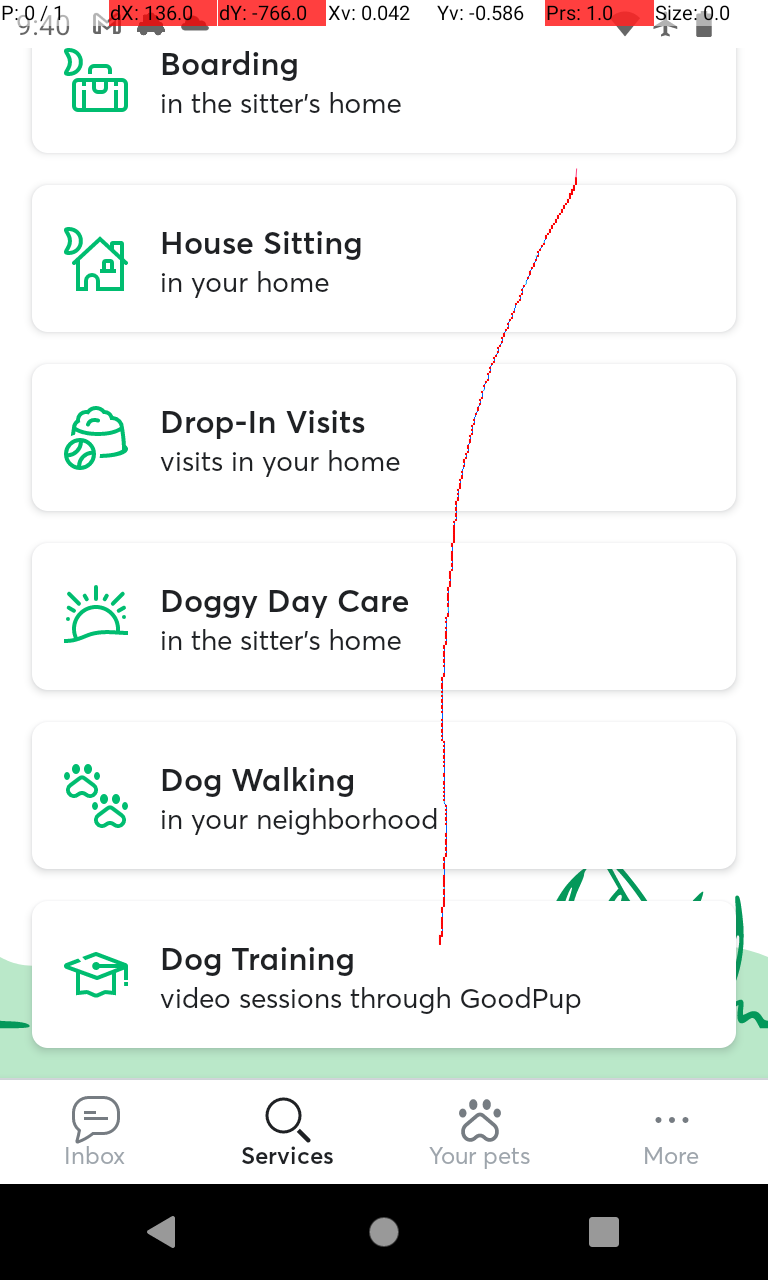 P: 0 / 1 dX: 136.0 dY: -766.0 Xv: 0.042 Yv: -0.586 Prs: 1.0 Size: 0.0
9:40
Boarding
in the sitter's home
House Sitting
in your home
Drop-In Visits
visits in your home
Doggy Day Care
in the sitter's home
Dog Walking
in your neighborhood
Dog Training
video sessions through GoodPup
Inbox Services Your pets More